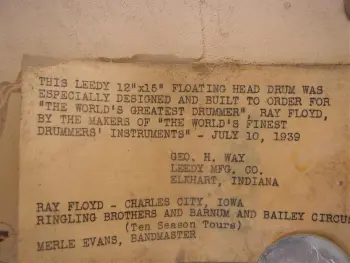 THIS LEEDY 12"x15" FLOATING HEAD DRUM WAS
ESPECIALLY DESIGNED AND BUILT TO ORDER FOR
"THE WORLD'S GREATEST DRUMMER", RAY FLOYD,
BY THE MAKERS OF "THE WORLD'S FINEST
DRUMMERS' INSTRUMENTS" - JULY 10, 1939
GEO. H. WAY
LEEDY MFG. CO.
ELKHART, INDIANA
RAY FLOYD - CHARLES CITY, IOWA
RINGLING BROTHERS AND BARNUM AND BAILEY CIRCUS
(Ten Season Tours)
MERLE EVANS, BANDMASTER